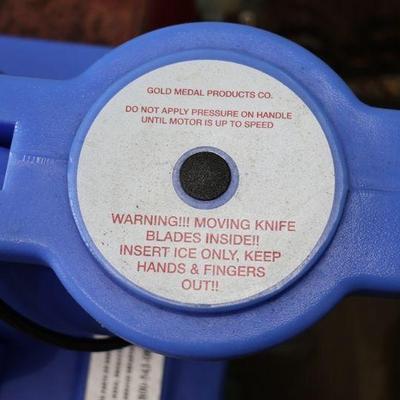 GOLD MEDAL PRODUCTS CO.
DO NOT APPLY PRESSURE ON HANDLE
UNTIL MOTOR IS UP TO SPEED
WARNING!!! MOVING KNIFE
BLADES INSIDE!!
INSERT ICE ONLY, KEEP
HANDS & FINGERS
OUT!!